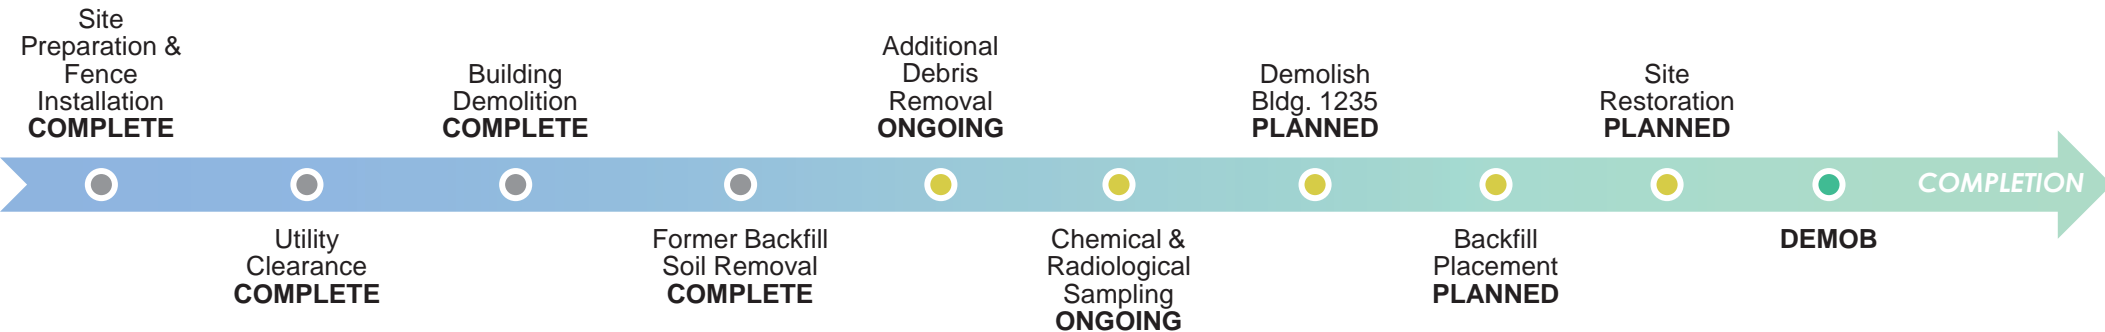 Site
Preparation &
Fence
Installation
COMPLETE
Utility
Clearance
COMPLETE
Building
Demolition
COMPLETE
Former Backfill
Soil Removal
COMPLETE
Additional
Debris
Removal
ONGOING
Chemical &
Radiological
Sampling
ONGOING
Demolish
Bldg. 1235
PLANNED
Backfill
Placement
PLANNED
Site
Restoration
PLANNED
DEMOB
COMPLETION